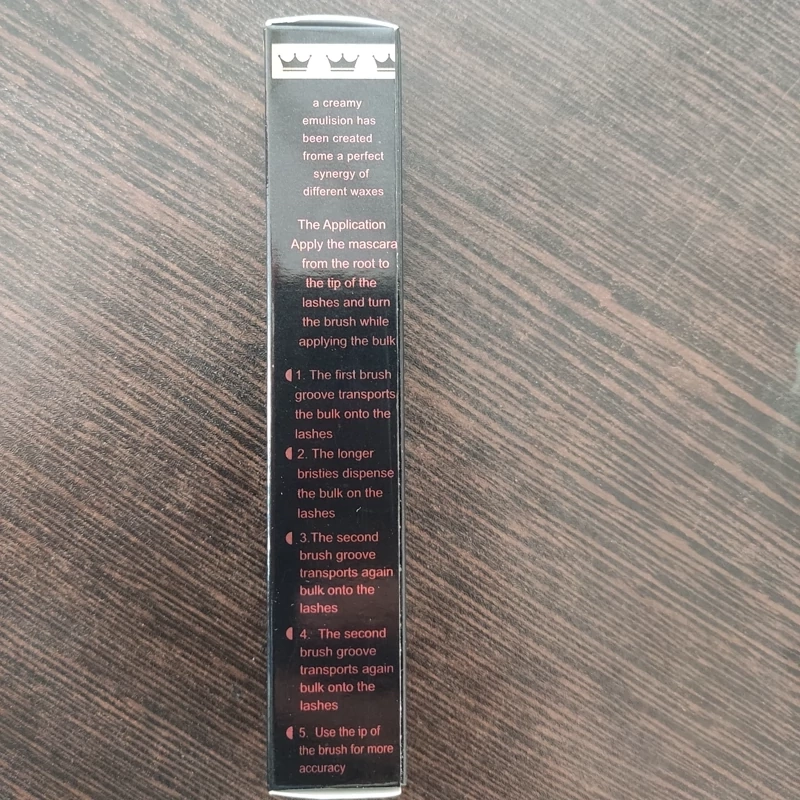 a creamy
emulision has
been created
frome a perfect
synergy of
different waxes
The Application
Apply the mascara
from the root to
the tip of the
lashes and turn
the brush while
applying the bulk
1. The first brush
groove transports
the bulk onto the
lashes
2. The longer
bristies dispense
the bulk on the
lashes
3.The second
brush groove
transports again
bulk onto the
lashes
4. The second
brush groove
transports again
bulk onto the
lashes
5. Use the ip of
the brush for more
accuracy